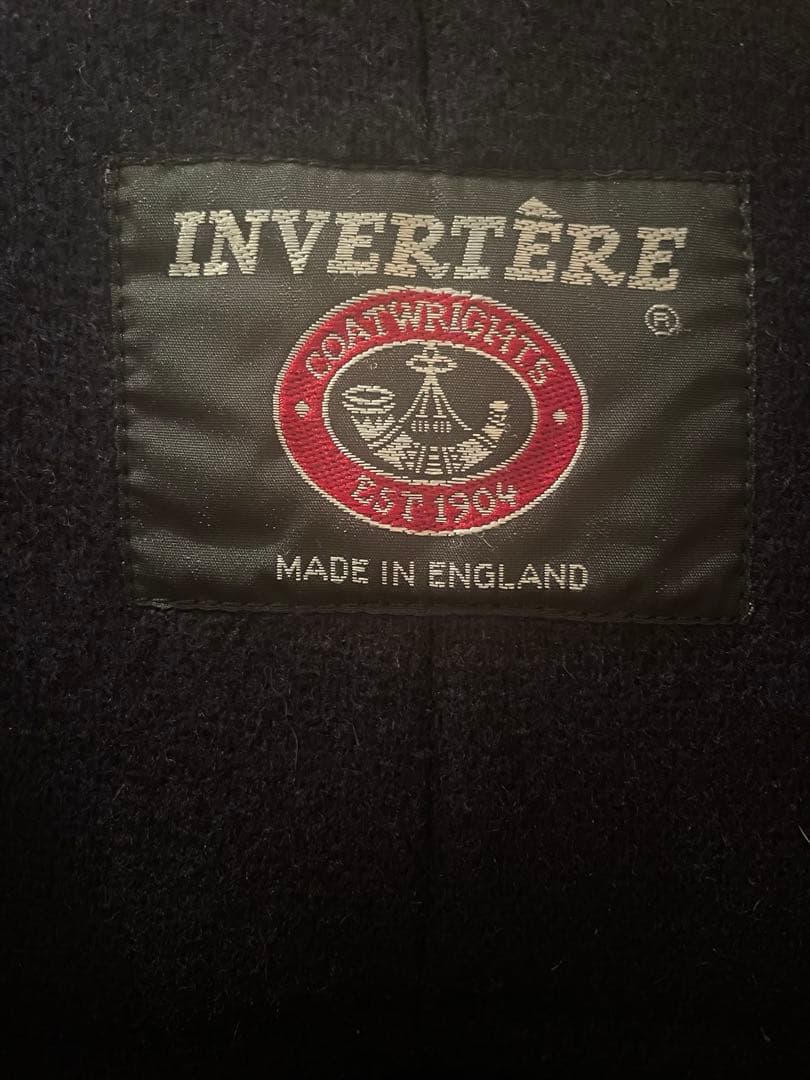 INVERTÊRE
®
COATWRIGHTS
EST 1904
MADE IN ENGLAND